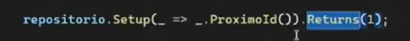 repositorio.Setup(_ => _.ProximoId()).Returns(1);